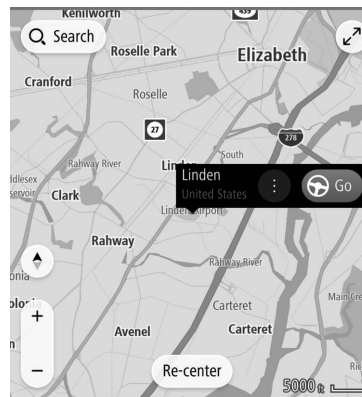 Kenilworth
439
Search
Roselle Park
Elizabeth
Cranford
Roselle
27
278
South
Rahway River
Linden
Linden
United States
Go
Clark
Linden Airport
Rahway
Rahway River
Carteret
Main Cre
Avenel
Carteret
Re-center
5000 ft